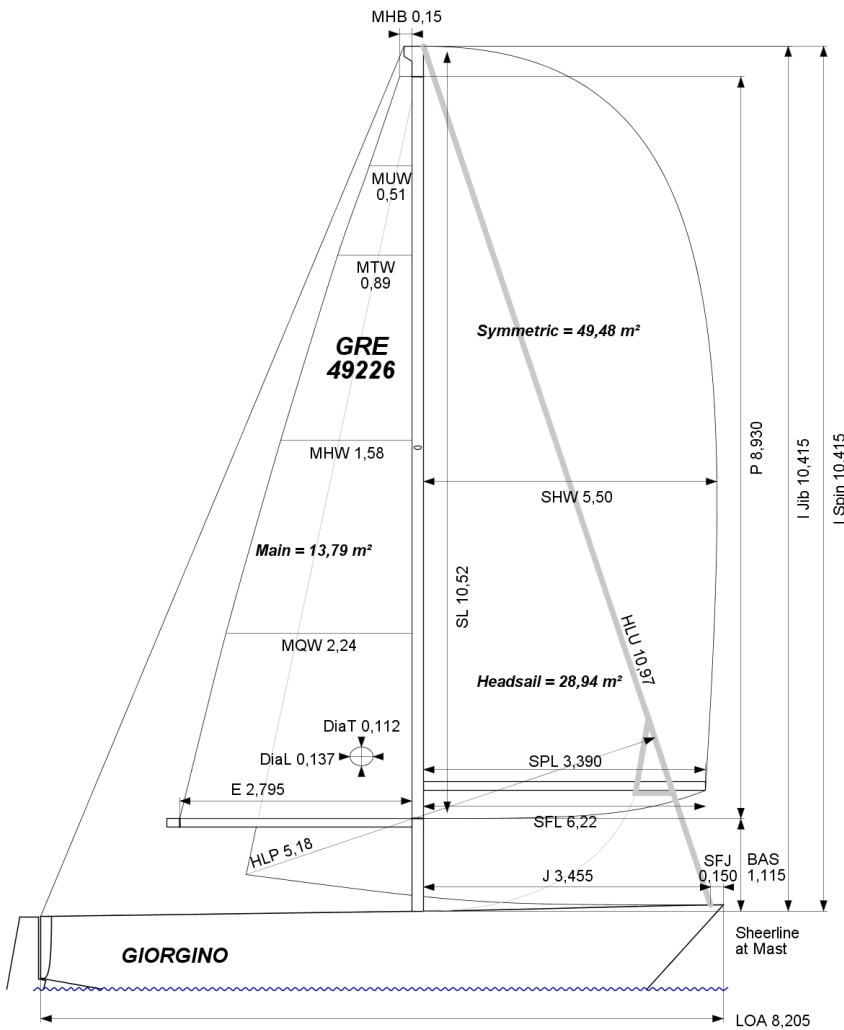 MHB 0,15
MUW
0,51
MTW
0,89
GRE
49226
Symmetric = 49,48 m²
MHW 1,58
SHW 5,50
P 8,930
I Jib 10,415
I Spin 10,415
Main = 13,79 m²
SL 10,52
HLU 10,97
MQW 2,24
Headsail = 28,94 m²
DiaT 0,112
DiaL 0,137
SPL 3,390
E 2,795
SFL 6,22
HLP 5,18
J 3,455
SFJ
0,150
BAS
1,115
Sheerline
at Mast
GIORGINO
LOA 8,205